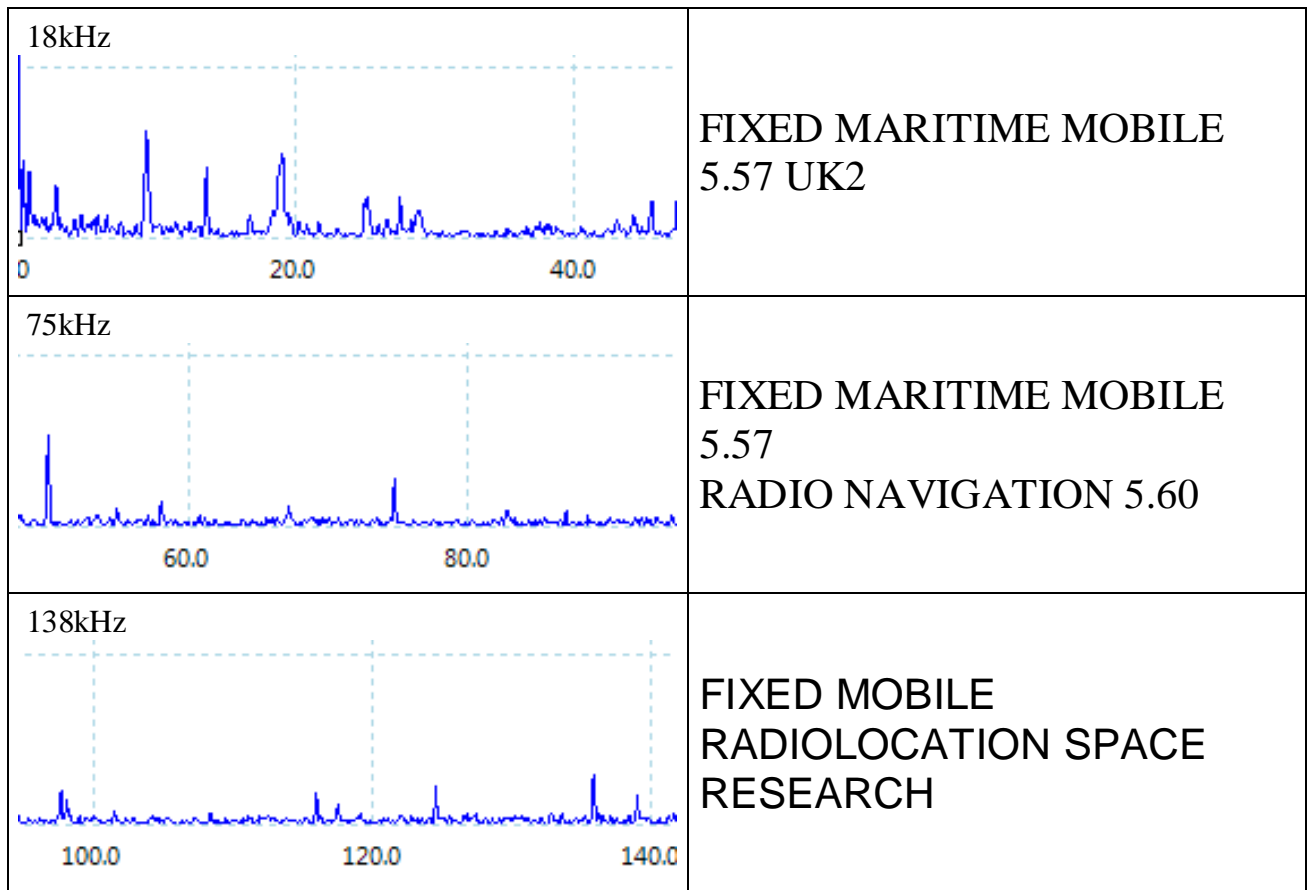 18kHz
0 20.0 40.0
FIXED MARITIME MOBILE
5.57 UK2
75kHz
60.0 80.0
FIXED MARITIME MOBILE
5.57
RADIO NAVIGATION 5.60
138kHz
100.0 120.0 140.0
FIXED MOBILE
RADIOLOCATION SPACE
RESEARCH